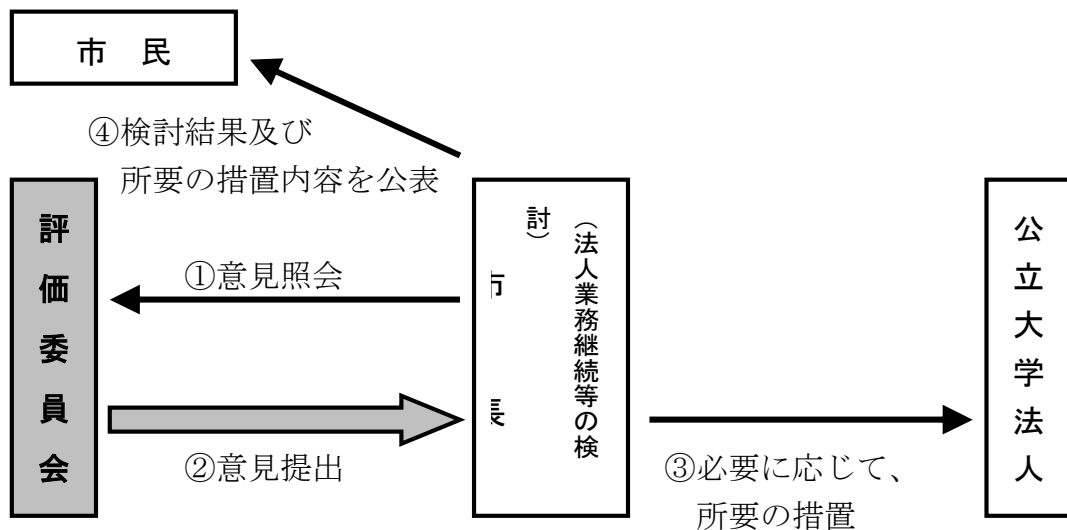 市 民
④検討結果及び
所要の措置内容を公表
評価委員会
①意見照会
②意見提出
（法人業務継続等の検
討）
市 長
③必要に応じて、
所要の措置
公立大学法人